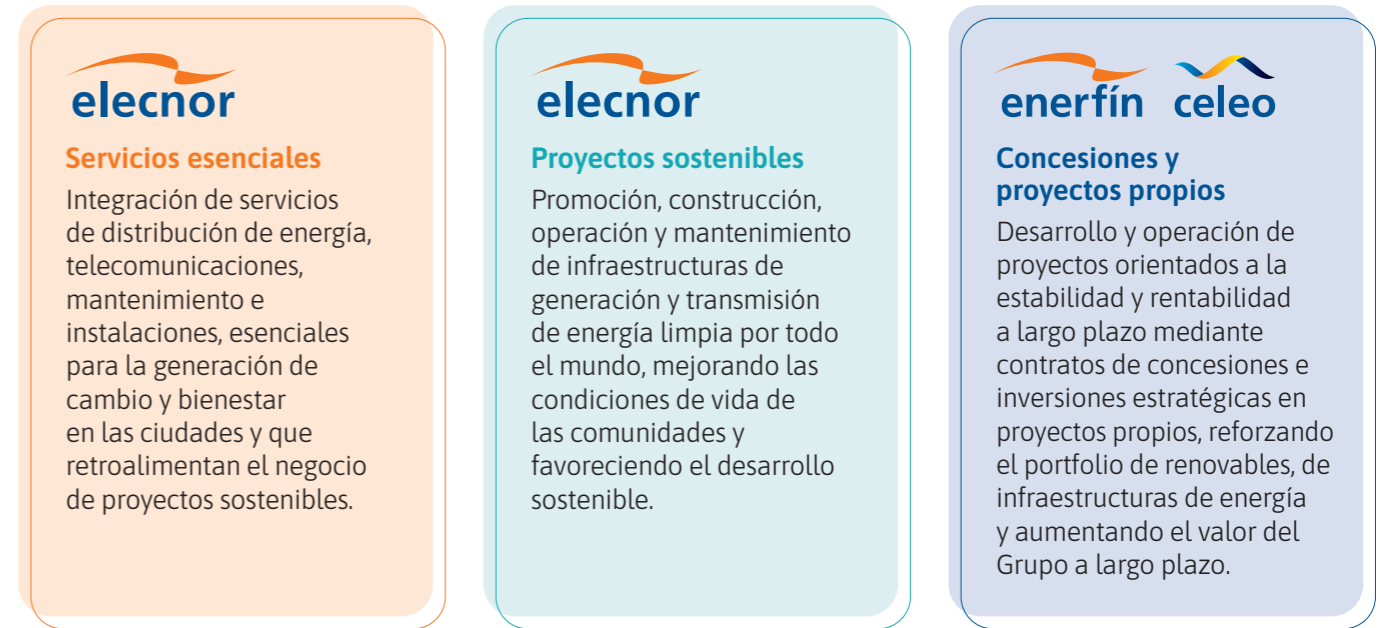 elecnor
Servicios esenciales
Integración de servicios
de distribución de energía,
telecomunicaciones,
mantenimiento e
instalaciones, esenciales
para la generación de
cambio y bienestar
en las ciudades y que
retroalimentan el negocio
de proyectos sostenibles.
elecnor
Proyectos sostenibles
Promoción, construcción,
operación y mantenimiento
de infraestructuras de
generación y transmisión
de energía limpia por todo
el mundo, mejorando las
condiciones de vida de
las comunidades y
favoreciendo el desarrollo
sostenible.
enerfín celeo
Concesiones y
proyectos propios
Desarrollo y operación de
proyectos orientados a la
estabilidad y rentabilidad
a largo plazo mediante
contratos de concesiones e
inversiones estratégicas en
proyectos propios, reforzando
el portfolio de renovables, de
infraestructuras de energía
y aumentando el valor del
Grupo a largo plazo.